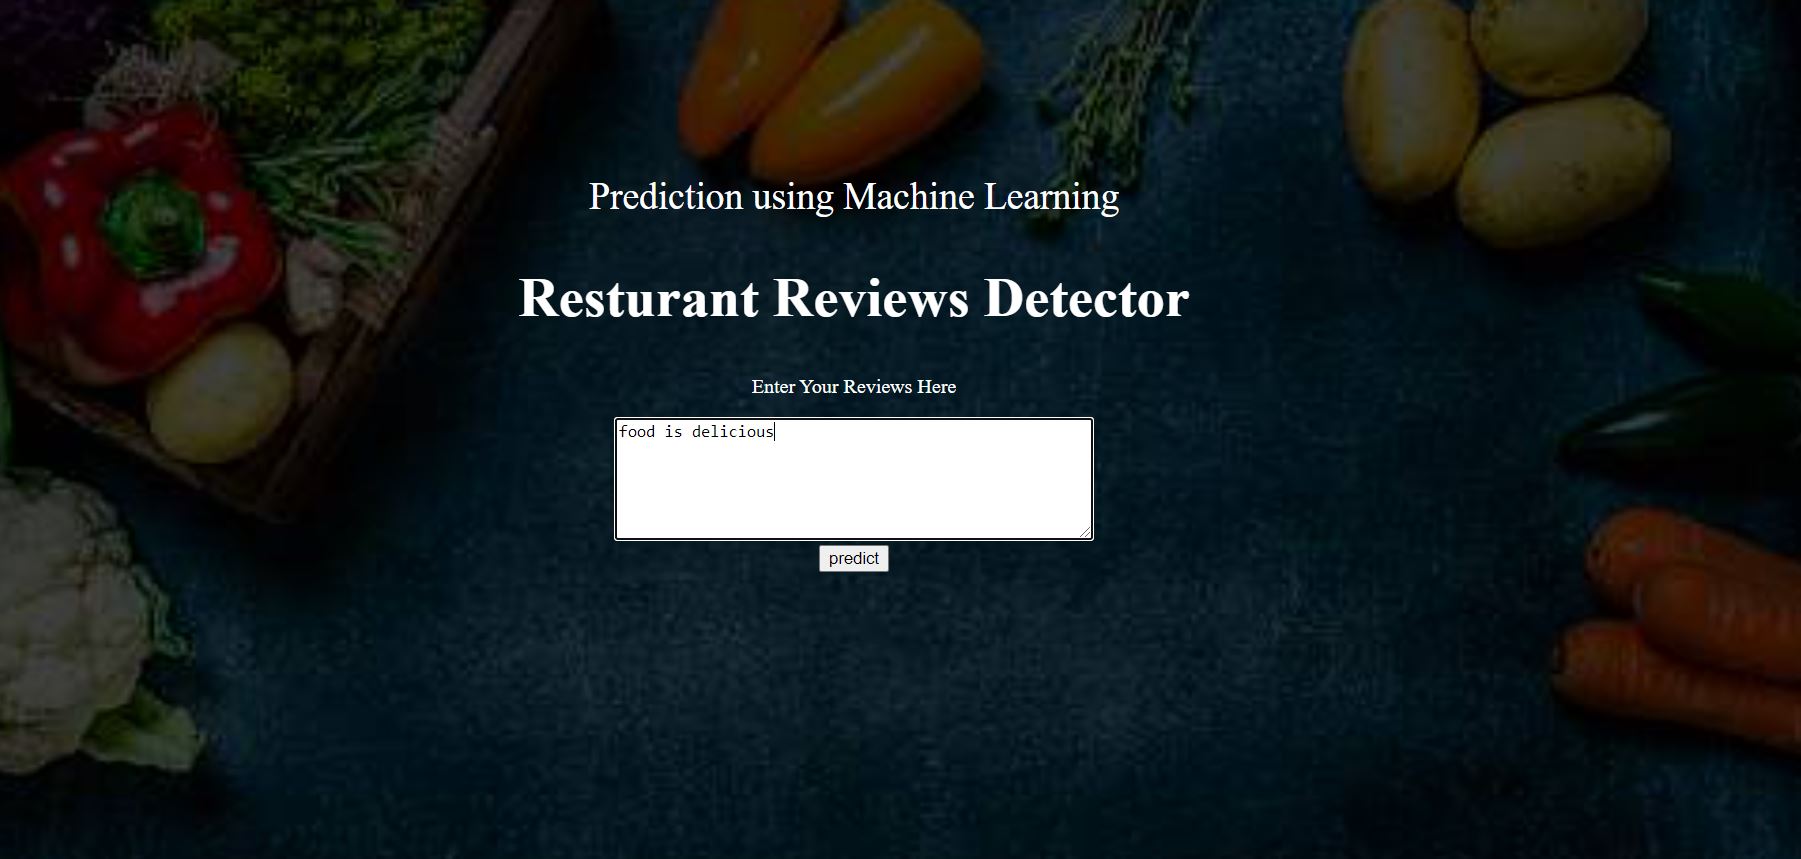 Prediction using Machine Learning
Resturant Reviews Detector
Enter Your Reviews Here
food is delicious
predict